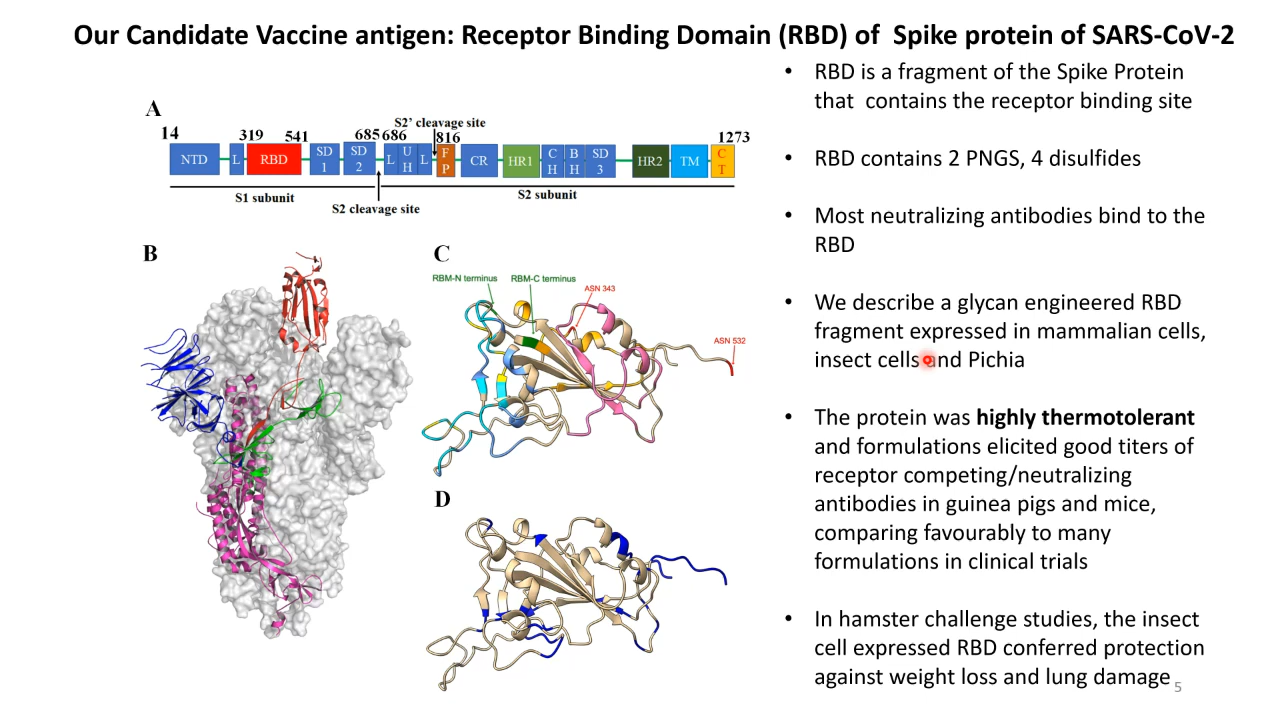 Our Candidate Vaccine antigen: Receptor Binding Domain (RBD) of  Spike protein of SARS-CoV-2
A
14
319
541
685
686
S2’ cleavage site
816
1273
NTD
L
RBD
SD
1
SD
2
L
U
H
L
F
P
CR
HR1
C
H
B
H
SD
3
HR2
TM
C
T
S1 subunit
S2 cleavage site
S2 subunit
B
C
RBM-N terminus
RBM-C terminus
ASN 343
ASN 532
D
• RBD is a fragment of the Spike Protein
that  contains the receptor binding site
• RBD contains 2 PNGS, 4 disulfides
• Most neutralizing antibodies bind to the
RBD
• We describe a glycan engineered RBD
fragment expressed in mammalian cells,
insect cells and Pichia
• The protein was highly thermotolerant
and formulations elicited good titers of
receptor competing/neutralizing
antibodies in guinea pigs and mice,
comparing favourably to many
formulations in clinical trials
• In hamster challenge studies, the insect
cell expressed RBD conferred protection
against weight loss and lung damage
5